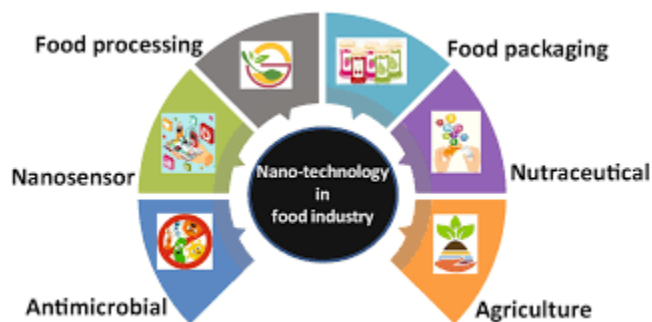 Food processing
Food packaging
Nanosensor
Nano-technology
in
food industry
Nutraceutical
Antimicrobial
Agriculture